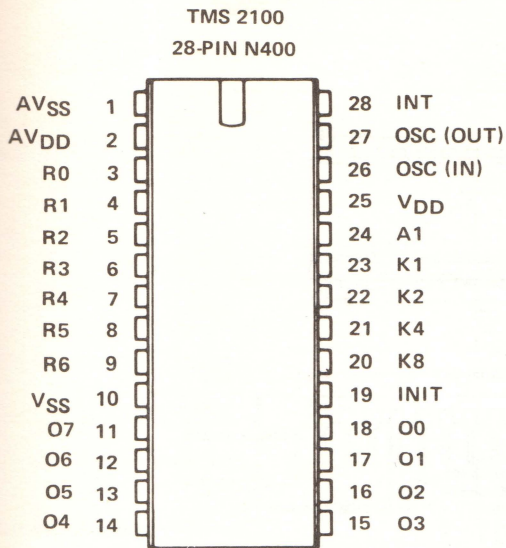 TMS 2100
28-PIN N400
AVSS 1 28 INT
AVDD 2 27 OSC (OUT)
R0 3 26 OSC (IN)
R1 4 25 VDD
R2 5 24 A1
R3 6 23 K1
R4 7 22 K2
R5 8 21 K4
R6 9 20 K8
VSS 10 19 INIT
O7 11 18 O0
O6 12 17 O1
O5 13 16 O2
O4 14 15 O3